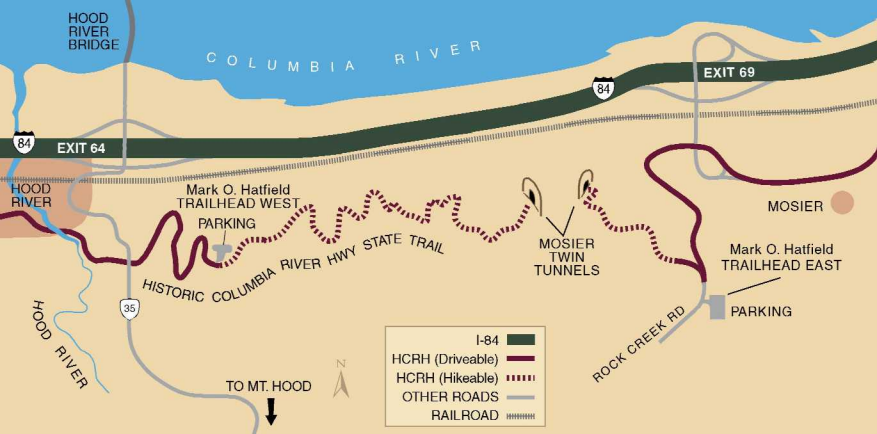 HOOD
RIVER
BRIDGE
COLUMBIA RIVER
84
EXIT 69
84
EXIT 64
HOOD
RIVER
Mark O. Hatfield
TRAILHEAD WEST
PARKING
MOSIER
MOSIER
TWIN
TUNNELS
HISTORIC COLUMBIA RIVER HWY STATE TRAIL
Mark O. Hatfield
TRAILHEAD EAST
PARKING
ROCK CREEK RD
HOOD RIVER
35
TO MT. HOOD
N
I-84
HCRH (Driveable)
HCRH (Hikeable)
OTHER ROADS
RAILROAD